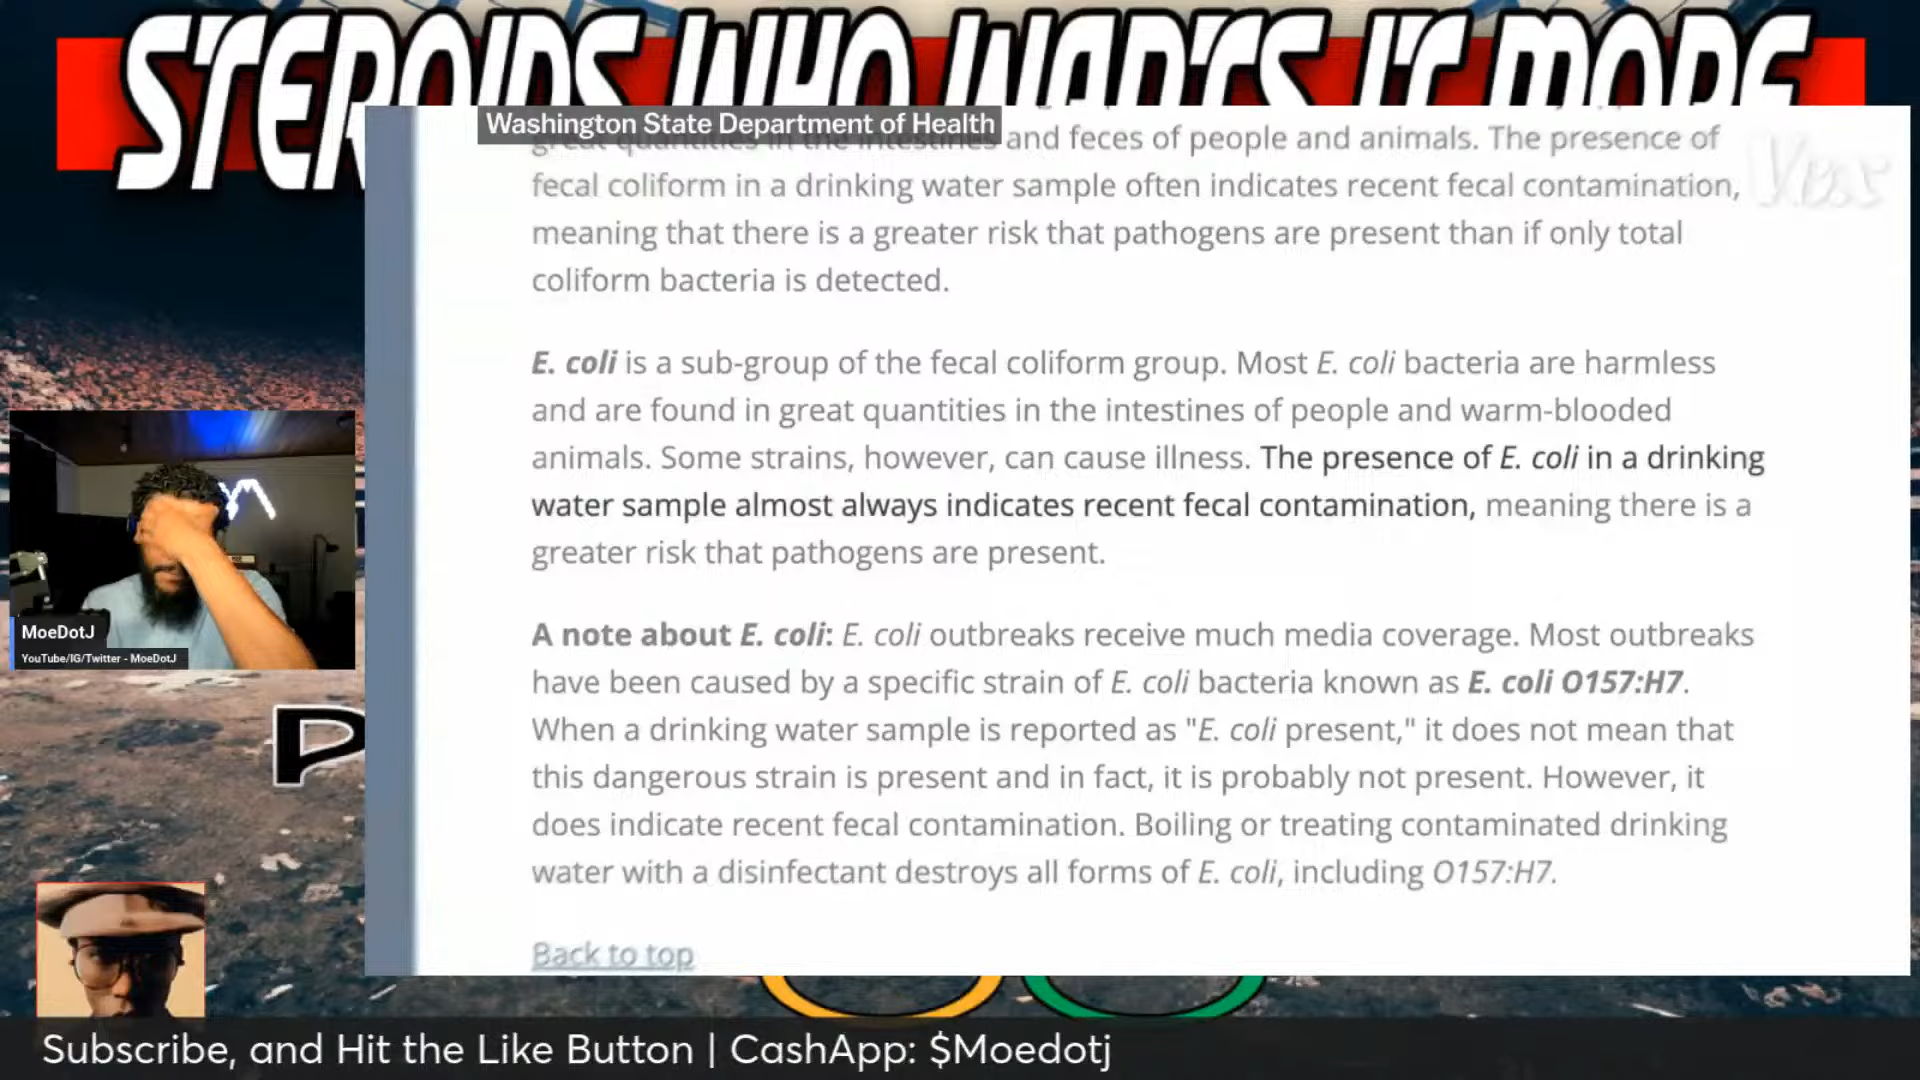 STEROIDS WHO WANTS IT MORE
Washington State Department of Health
great quantities in the intestines and feces of people and animals. The presence of
fecal coliform in a drinking water sample often indicates recent fecal contamination,
meaning that there is a greater risk that pathogens are present than if only total
coliform bacteria is detected.
E. coli is a sub-group of the fecal coliform group. Most E. coli bacteria are harmless
and are found in great quantities in the intestines of people and warm-blooded
animals. Some strains, however, can cause illness. The presence of E. coli in a drinking
water sample almost always indicates recent fecal contamination, meaning there is a
greater risk that pathogens are present.
A note about E. coli: E. coli outbreaks receive much media coverage. Most outbreaks
have been caused by a specific strain of E. coli bacteria known as E. coli O157:H7.
When a drinking water sample is reported as "E. coli present," it does not mean that
this dangerous strain is present and in fact, it is probably not present. However, it
does indicate recent fecal contamination. Boiling or treating contaminated drinking
water with a disinfectant destroys all forms of E. coli, including O157:H7.
Back to top
MoeDotJ
YouTube/IG/Twitter - MoeDotJ
P
Subscribe, and Hit the Like Button | CashApp: $Moedotj